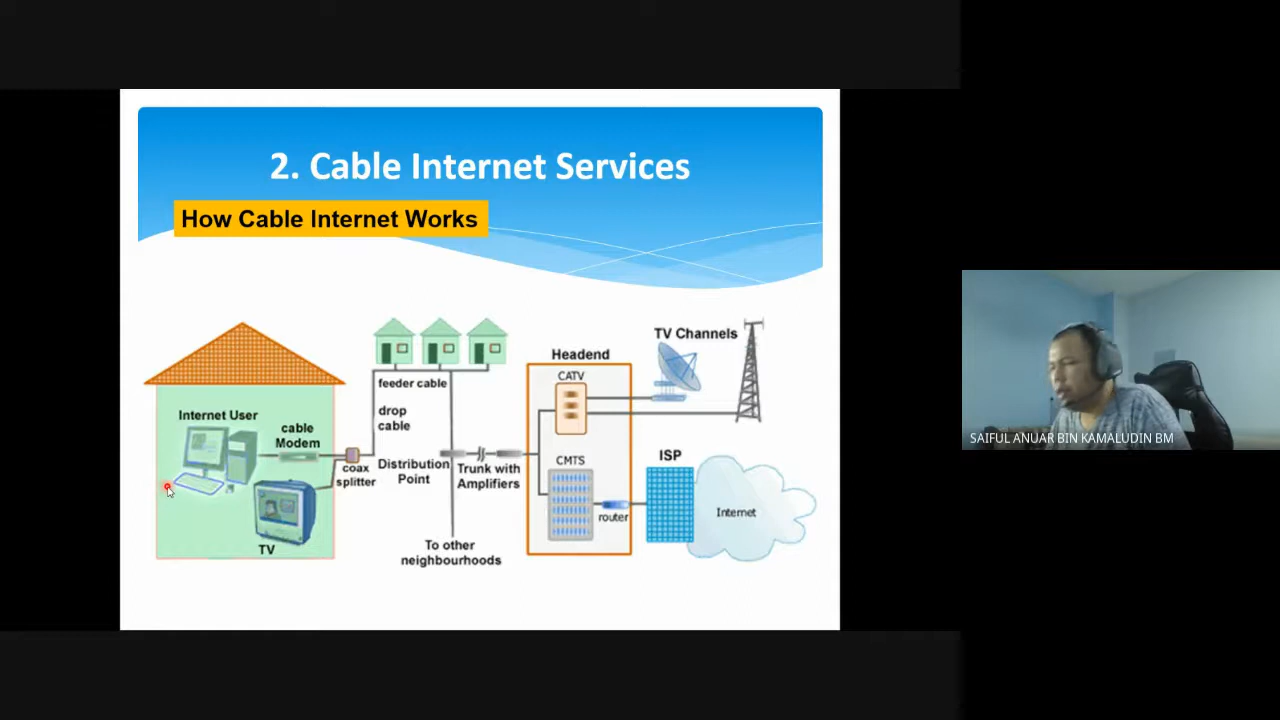 2. Cable Internet Services
How Cable Internet Works
TV Channels
Headend
CATV
feeder cable
drop
cable
Internet User
cable
Modem
coax
splitter
Distribution
Point
Trunk with
Amplifiers
CMTS
ISP
router
Internet
TV
To other
neighbourhoods
SAIFUL ANUAR BIN KAMALUDIN BM